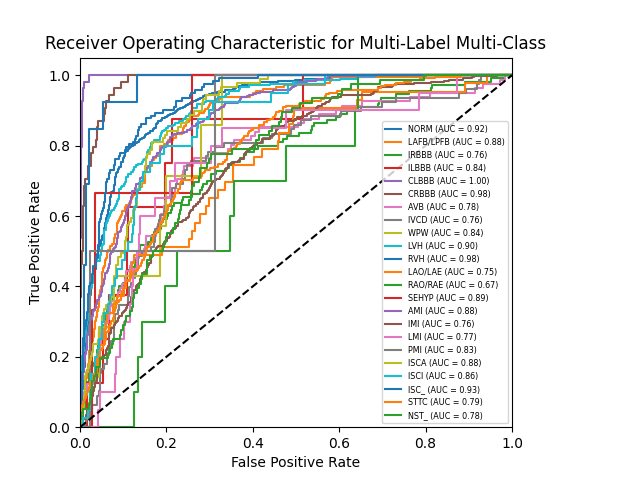 Receiver Operating Characteristic for Multi-Label Multi-Class
True Positive Rate
1.0
0.8
0.6
0.4
0.2
0.0
NORM (AUC = 0.92)
LAFB/LPFB (AUC = 0.88)
IRBBB (AUC = 0.76)
ILBBB (AUC = 0.84)
CLBBB (AUC = 1.00)
CRBBB (AUC = 0.98)
AVB (AUC = 0.78)
IVCD (AUC = 0.76)
WPW (AUC = 0.84)
LVH (AUC = 0.90)
RVH (AUC = 0.98)
LAO/LAE (AUC = 0.75)
RAO/RAE (AUC = 0.67)
SEHYP (AUC = 0.89)
AMI (AUC = 0.88)
IMI (AUC = 0.76)
LMI (AUC = 0.77)
PMI (AUC = 0.83)
ISCA (AUC = 0.88)
ISCI (AUC = 0.86)
ISC_ (AUC = 0.93)
STTC (AUC = 0.79)
NST_ (AUC = 0.78)
0.0 0.2 0.4 0.6 0.8 1.0
False Positive Rate